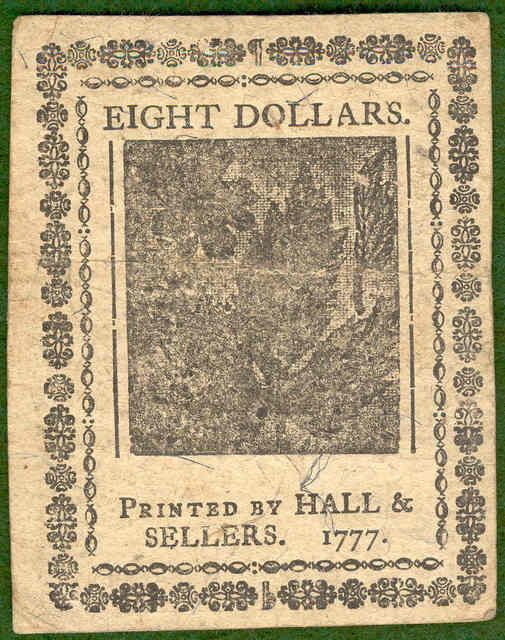 EIGHT DOLLARS.
PRINTED BY HALL &
SELLERS. 1777.